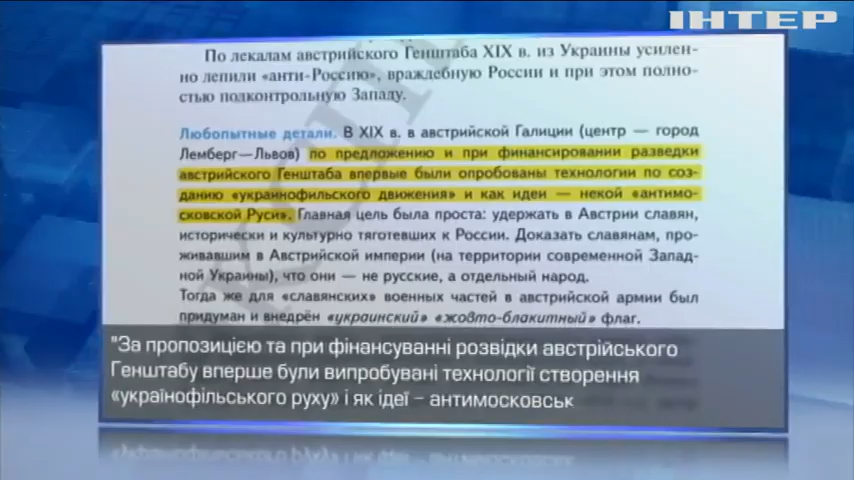 ІНТЕР
По лекалам австрийского Генштаба XIX в. из Украины усилен-
но лепили «анти-Россию», враждебную России и при этом полно-
стью подконтрольную Западу.
Любопытные детали. В XIX в. в австрийской Галиции (центр — город
Лемберг—Львов) по предложению и при финансировании разведки
австрийского Генштаба впервые были опробованы технологии по соз-
данию «украинофильского движения» и как идеи — некой «антимо-
сковской Руси». Главная цель была проста: удержать в Австрии славян,
исторически и культурно тяготевших к России. Доказать славянам, про-
живавшим в Австрийской империи (на территории современной Запад-
ной Украины), что они — не русские, а отдельный народ.
Тогда же для «славянских» военных частей в австрийской армии был
придуман и внедрён «украинский» «жовто-блакитный» флаг.
"За пропозицією та при фінансуванні розвідки австрійського
Генштабу вперше були випробувані технології створення
«українофільського руху» і як ідеї – антимосковськ